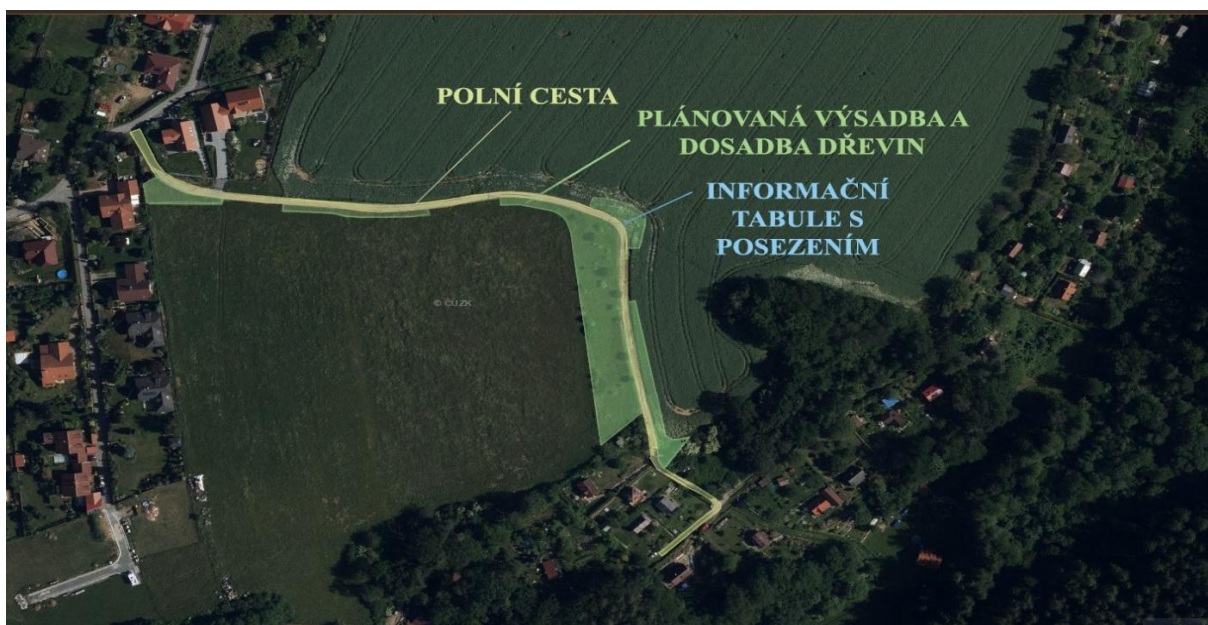 POLNÍ CESTA
PLÁNOVANÁ VÝSADBA A
DOSADBA DŘEVIN
INFORMAČNÍ
TABULE S
POSEZENÍM
© ČÚZK